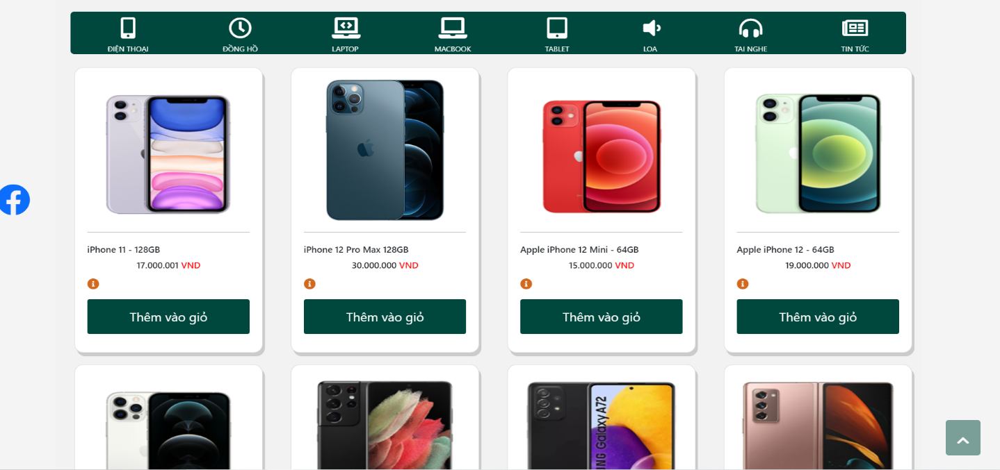 ĐIỆN THOẠI
ĐỒNG HỒ
LAPTOP
MACBOOK
TABLET
LOA
TAI NGHE
TIN TỨC
iPhone 11 - 128GB
17.000.001 VND
Thêm vào giỏ
iPhone 12 Pro Max 128GB
30.000.000 VND
Thêm vào giỏ
Apple iPhone 12 Mini - 64GB
15.000.000 VND
Thêm vào giỏ
Apple iPhone 12 - 64GB
19.000.000 VND
Thêm vào giỏ
UNG Galaxy A72